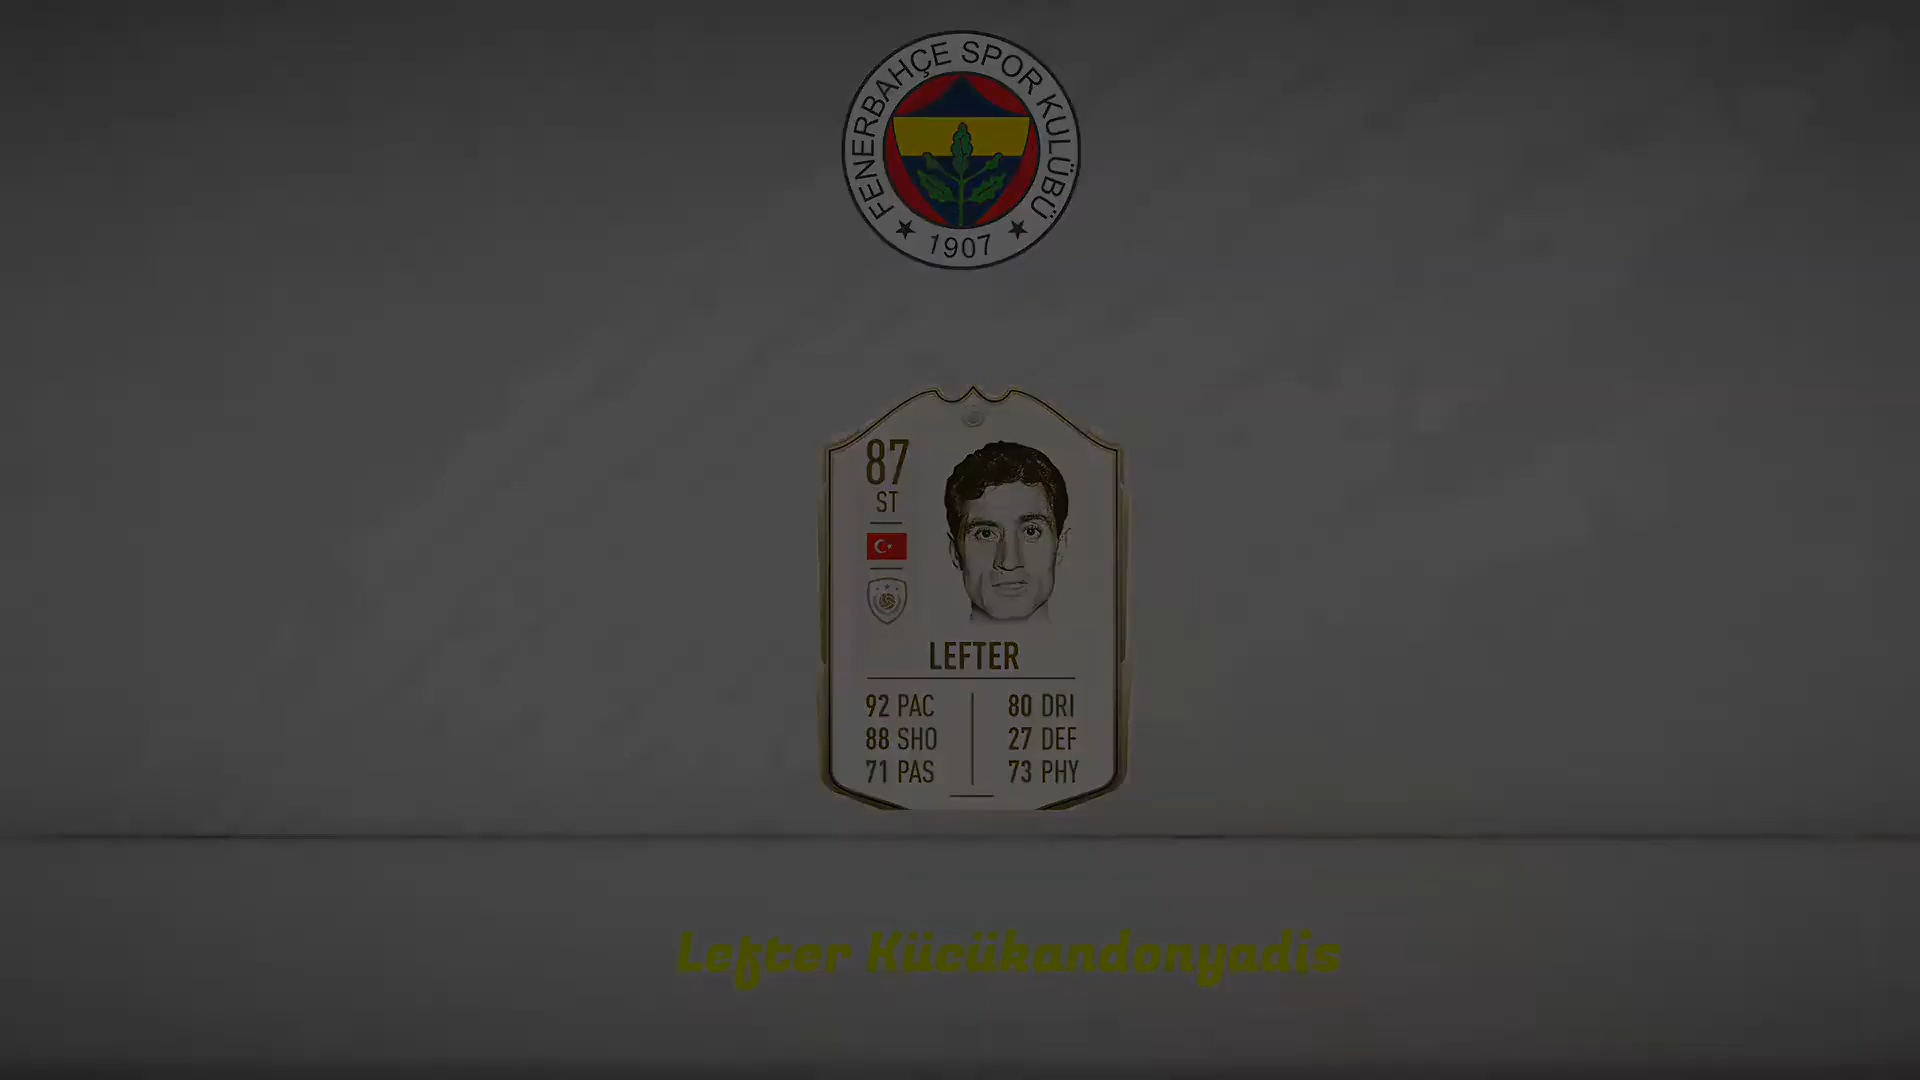 FENERBAHÇE SPOR KULÜBÜ
1907
87
ST
LEFTER
92 PAC 80 DRI
88 SHO 27 DEF
71 PAS 73 PHY
Lefter Kücükandonyadis